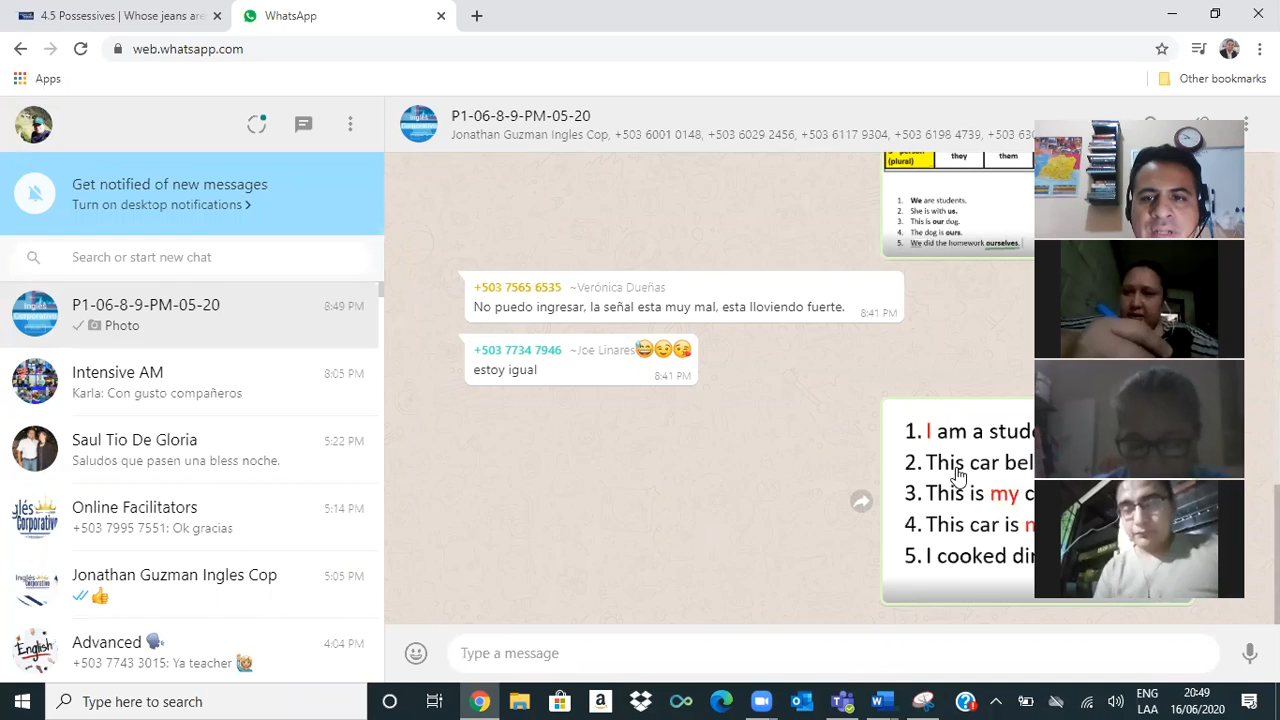 4.5 Possessives | Whose jeans are
WhatsApp
web.whatsapp.com
Apps
Other bookmarks
P1-06-8-9-PM-05-20
Jonathan Guzman Ingles Cop, +503 6001 0148, +503 6029 2456, +503 6117 9304, +503 6198 4739, +503 630
Get notified of new messages
Turn on desktop notifications >
Search or start new chat
P1-06-8-9-PM-05-20
8:49 PM
Photo
Intensive AM
8:05 PM
Karla: Con gusto compañeros
Saul Tio De Gloria
5:22 PM
Saludos que pasen una bless noche.
Online Facilitators
5:14 PM
+503 7995 7551: Ok gracias
Jonathan Guzman Ingles Cop
5:05 PM
Advanced
4:04 PM
+503 7743 3015: Ya teacher
(plural)
they
them
1. We are students.
2. She is with us.
3. This is our dog.
4. The dog is ours.
5. We did the homework ourselves.
+503 7565 6535 ~Verónica Dueñas
No puedo ingresar, la señal esta muy mal, esta lloviendo fuerte.
8:41 PM
+503 7734 7946 ~Joe Linares
estoy igual
8:41 PM
1. I am a stude
2. This car bel
3. This is my c
4. This car is m
5. I cooked din
Type a message
Type here to search
ENG
LAA
20:49
16/06/2020